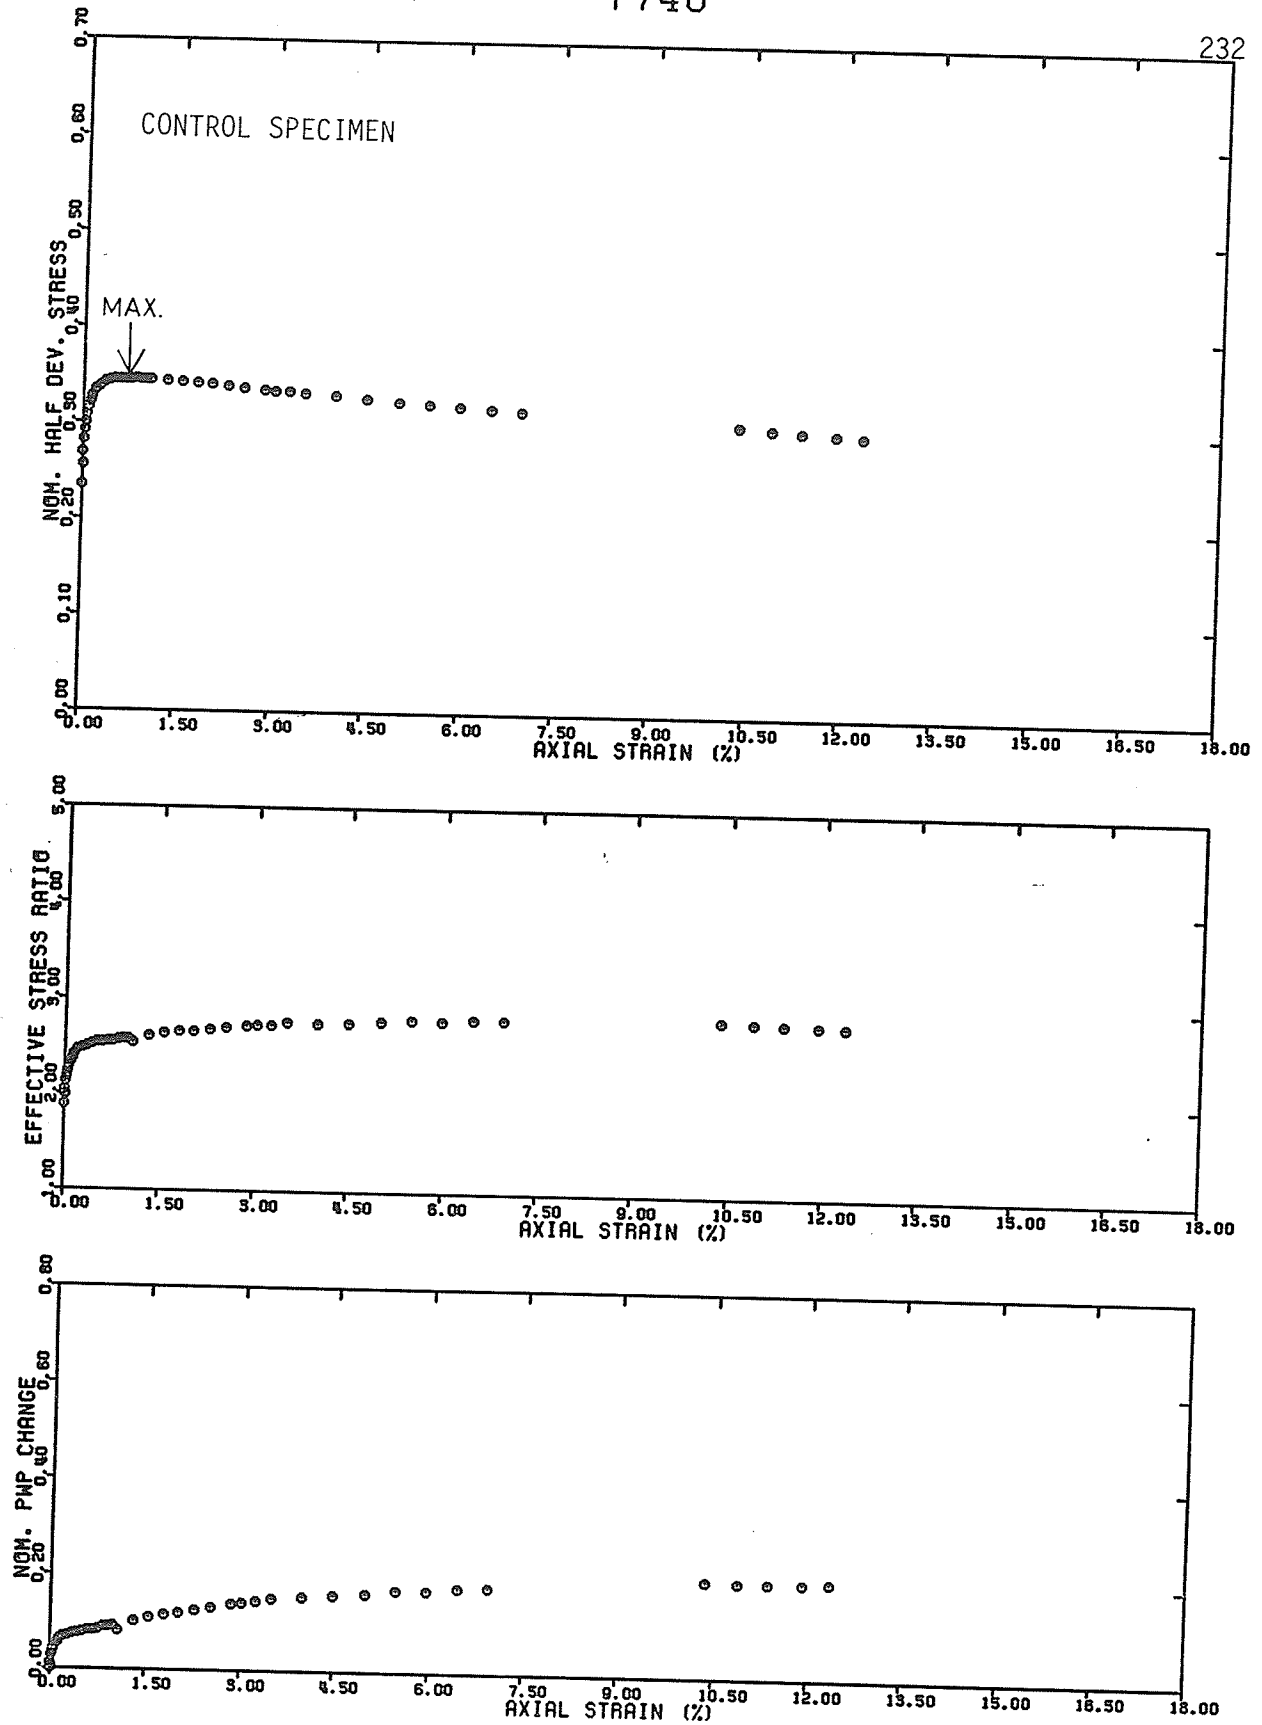 232
0.70
0.60
0.50
0.40
0.30
0.20
0.10
0.00
NOM. HALF DEV. STRESS
CONTROL SPECIMEN
MAX.
0.00 1.50 3.00 4.50 6.00 7.50 9.00 10.50 12.00 13.50 15.00 16.50 18.00
AXIAL STRAIN (%)
5.00
4.00
3.00
2.00
1.00
EFFECTIVE STRESS RATIO
0.00 1.50 3.00 4.50 6.00 7.50 9.00 10.50 12.00 13.50 15.00 16.50 18.00
AXIAL STRAIN (%)
0.80
0.60
0.40
0.20
0.00
NOM. PWP CHANGE
0.00 1.50 3.00 4.50 6.00 7.50 9.00 10.50 12.00 13.50 15.00 16.50 18.00
AXIAL STRAIN (%)